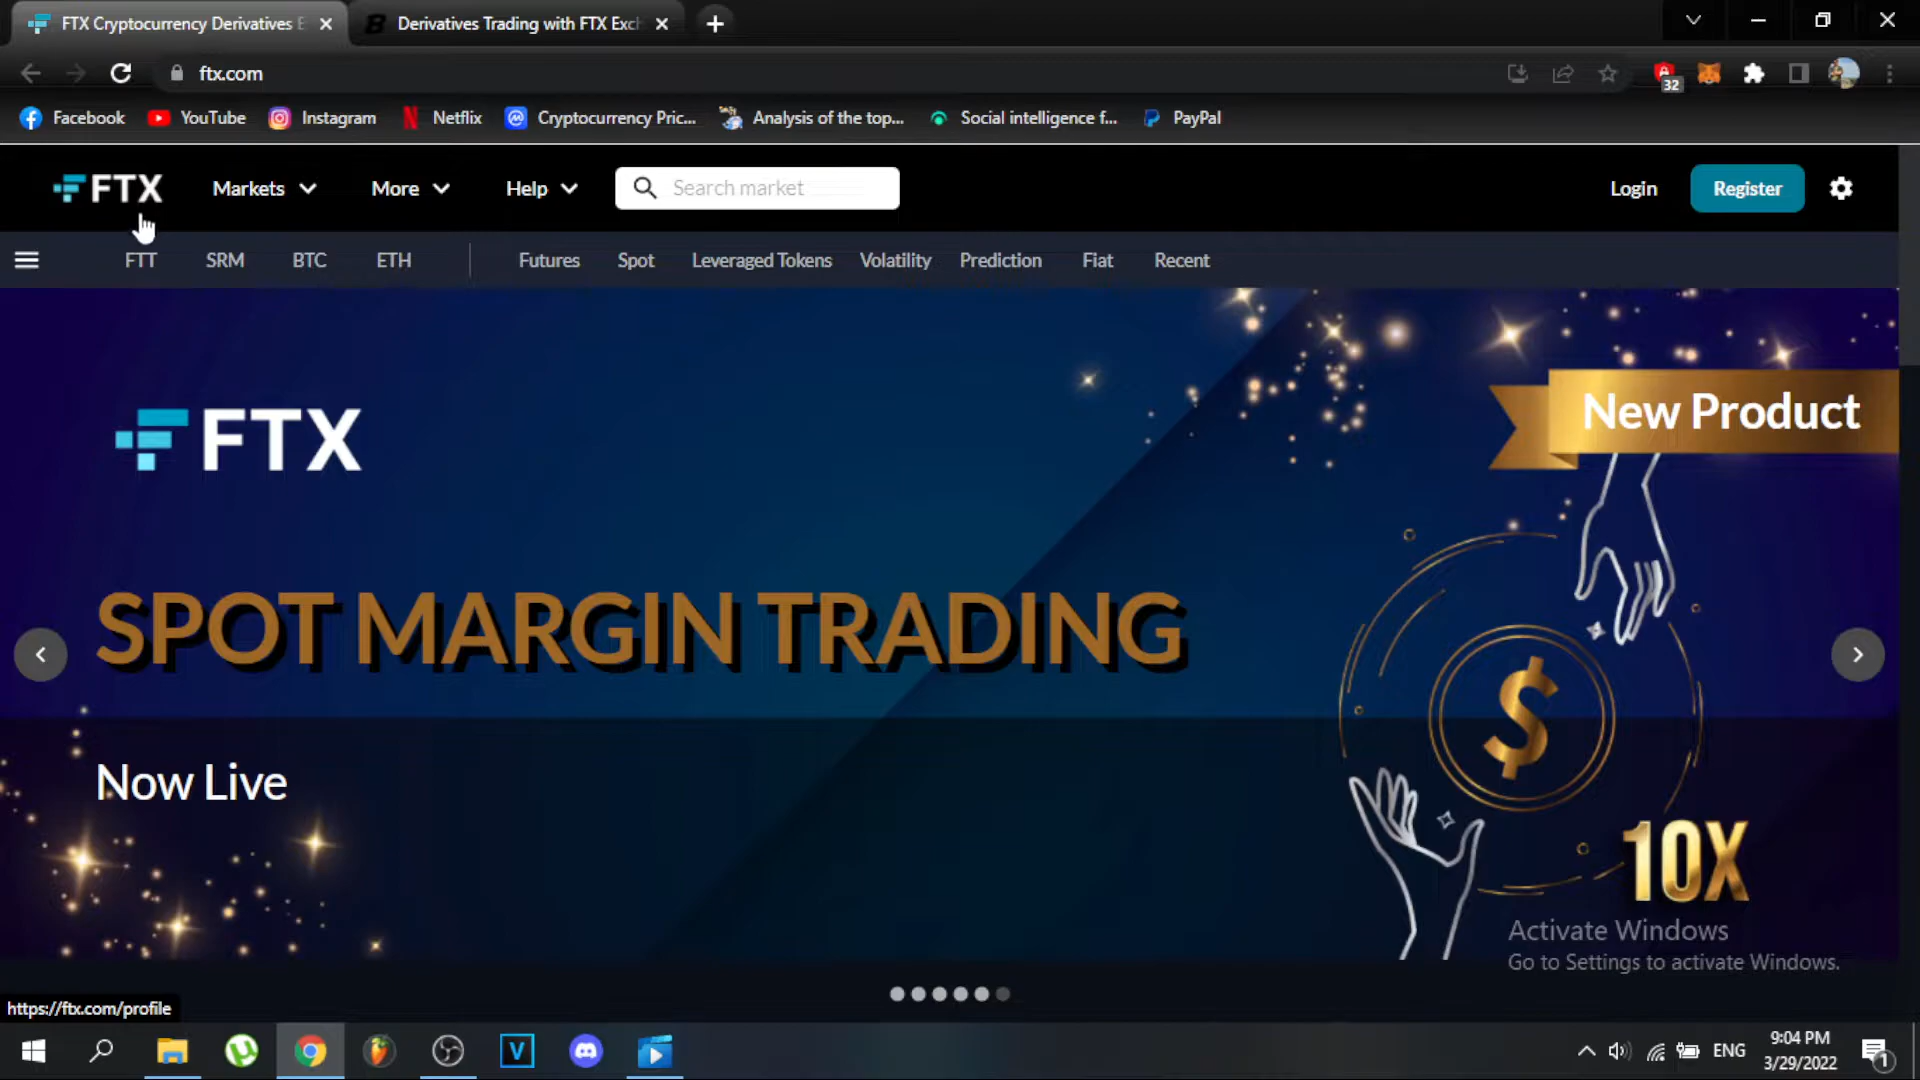 FTX Cryptocurrency Derivatives E
Derivatives Trading with FTX Exch
ftx.com
32
Facebook
YouTube
Instagram
Netflix
Cryptocurrency Pric...
Analysis of the top...
Social intelligence f...
PayPal
FTX
Markets
More
Help
Search market
Login
Register
FTT
SRM
BTC
ETH
Futures
Spot
Leveraged Tokens
Volatility
Prediction
Fiat
Recent
New Product
FTX
SPOT MARGIN TRADING
$
Now Live
10X
Activate Windows
Go to Settings to activate Windows.
https://ftx.com/profile
V
ENG
9:04 PM
3/29/2022
1